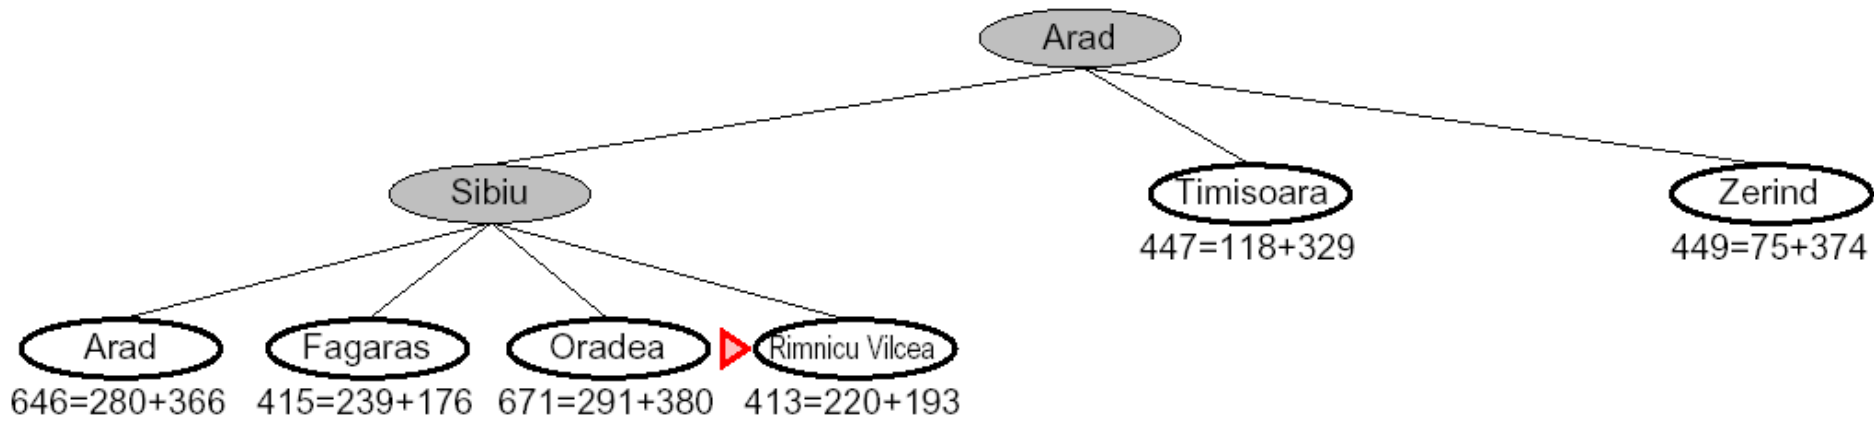 Arad
Sibiu Timisoara Zerind
447=118+329 449=75+374
Arad Fagaras Oradea Rimnicu Vilcea
646=280+366 415=239+176 671=291+380 413=220+193